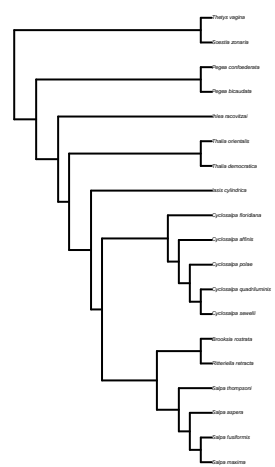 Thetys vagina
Soestia zonaria
Pegea confoederata
Pegea bicaudata
Ihlea racovitzai
Thalia orientalis
Thalia democratica
Iasis cylindrica
Cyclosalpa floridiana
Cyclosalpa affinis
Cyclosalpa polae
Cyclosalpa quadriluminis
Cyclosalpa sewelli
Brooksia rostrata
Ritteriella retracta
Salpa thompsoni
Salpa aspera
Salpa fusiformis
Salpa maxima